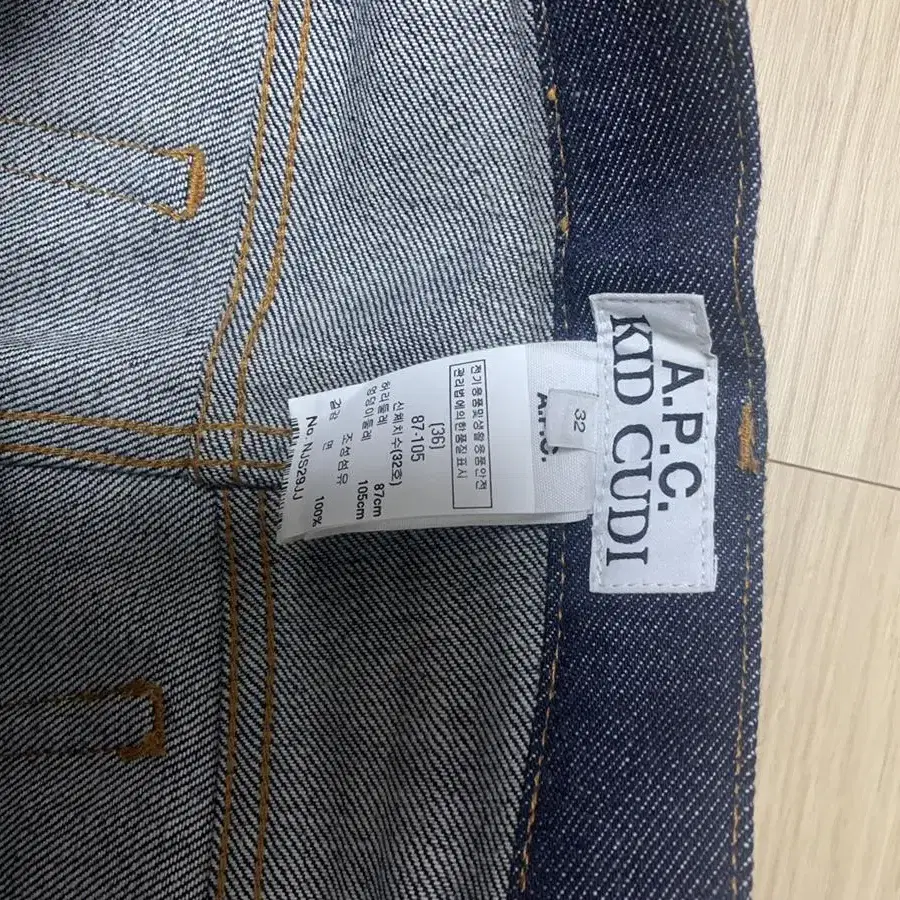 A.P.C.
KID CUDI
32
A.P.C.
전기용품및생활용품안전
관리법에의한품질표시
[36]
87-105
신체치수(32호)
허리둘레 87cm
엉덩이둘레 105cm
조성섬유
겉감 면 100%
No. NJS29JJ